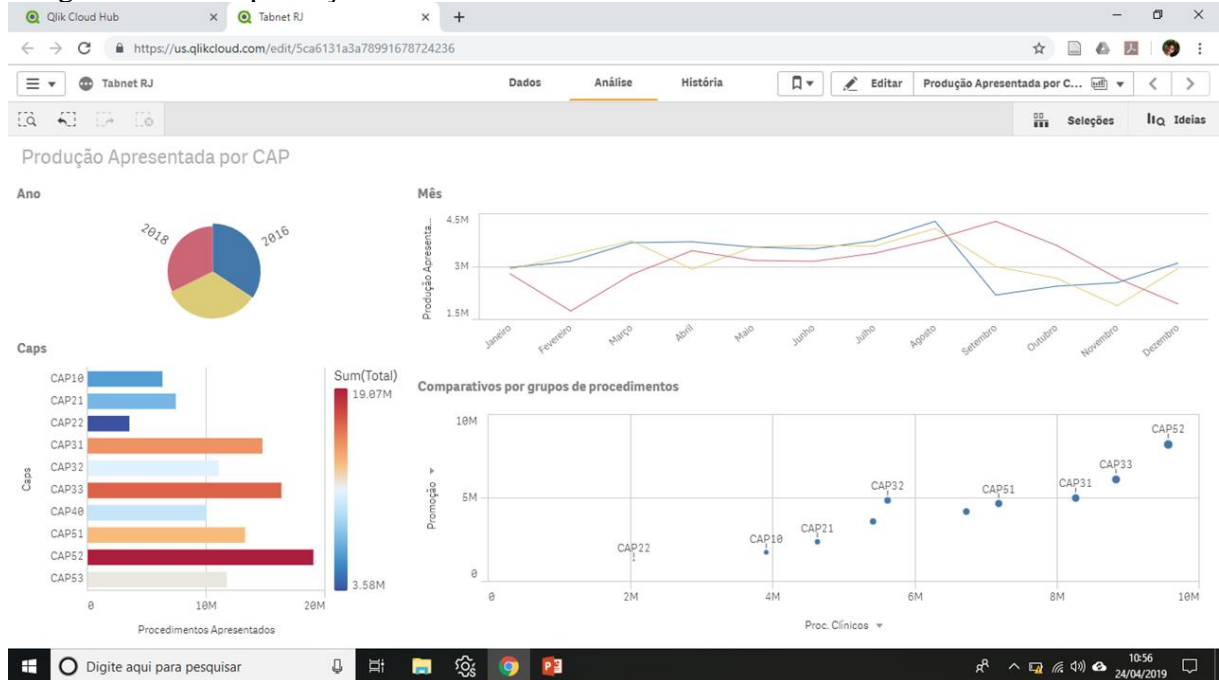 Qlik Cloud Hub
Tabnet RJ
https://us.qlikcloud.com/edit/5ca6131a3a78991678724236
Tabnet RJ
Dados
Análise
História
Editar
Produção Apresentada por C...
Seleções
Ideias
Produção Apresentada por CAP
Ano
2018
2016
Mês
Produção Apresenta...
4.5M
3M
1.5M
Janeiro
Fevereiro
Março
Abril
Maio
Junho
Julho
Agosto
Setembro
Outubro
Novembro
Dezembro
Caps
Caps
CAP10
CAP21
CAP22
CAP31
CAP32
CAP33
CAP40
CAP51
CAP52
CAP53
0
10M
20M
Procedimentos Apresentados
Sum(Total)
19.07M
3.58M
Comparativos por grupos de procedimentos
Promoção
10M
5M
0
CAP22
CAP10
CAP21
CAP32
CAP51
CAP31
CAP33
CAP52
0
2M
4M
6M
8M
10M
Proc. Clínicos
Digite aqui para pesquisar
10:56
24/04/2019